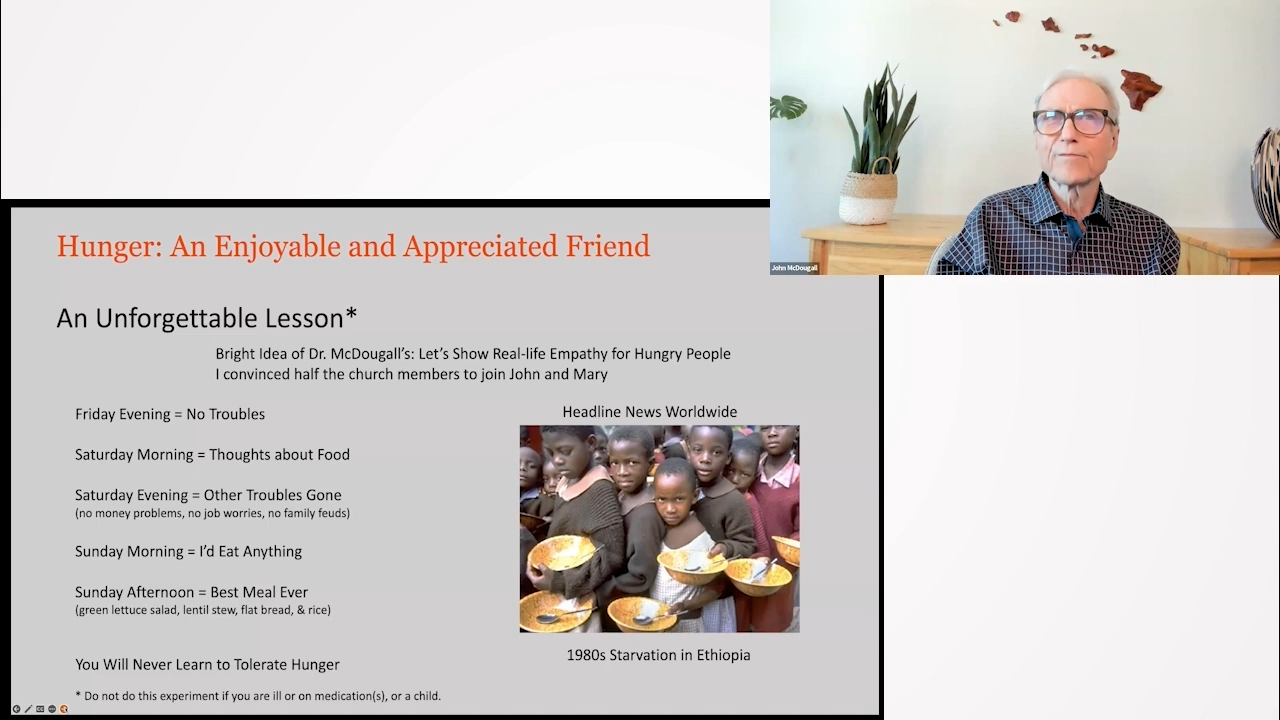 John McDougall
Hunger: An Enjoyable and Appreciated Friend
An Unforgettable Lesson*
Bright Idea of Dr. McDougall's: Let's Show Real-life Empathy for Hungry People
I convinced half the church members to join John and Mary
Friday Evening = No Troubles
Saturday Morning = Thoughts about Food
Saturday Evening = Other Troubles Gone
(no money problems, no job worries, no family feuds)
Sunday Morning = I'd Eat Anything
Sunday Afternoon = Best Meal Ever
(green lettuce salad, lentil stew, flat bread, & rice)
You Will Never Learn to Tolerate Hunger
* Do not do this experiment if you are ill or on medication(s), or a child.
Headline News Worldwide
1980s Starvation in Ethiopia